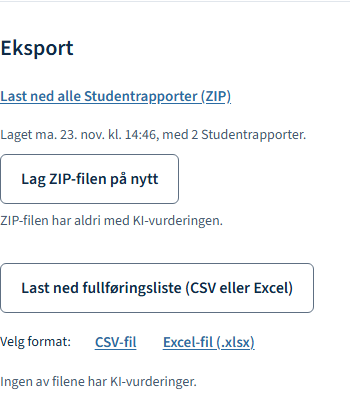 Eksport
Last ned alle Studentrapporter (ZIP)
Laget ma. 23. nov. kl. 14:46, med 2 Studentrapporter.
Lag ZIP-filen på nytt
ZIP-filen har aldri med KI-vurderingen.
Last ned fullføringsliste (CSV eller Excel)
Velg format: CSV-fil Excel-fil (.xlsx)
Ingen av filene har KI-vurderinger.